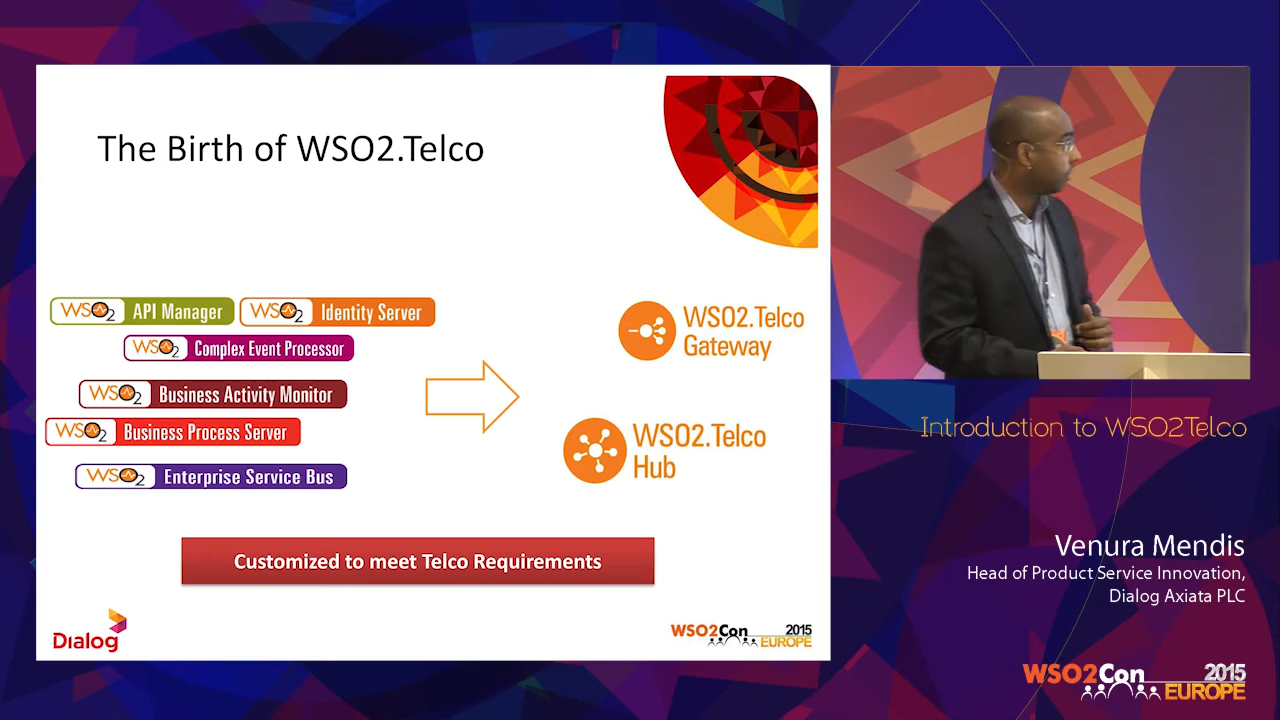 The Birth of WSO2.Telco
WSO2 API Manager
WSO2 Identity Server
WSO2 Complex Event Processor
WSO2 Business Activity Monitor
WSO2 Business Process Server
WSO2 Enterprise Service Bus
WSO2.Telco
Gateway
WSO2.Telco
Hub
Customized to meet Telco Requirements
Dialog
WSO2Con 2015
EUROPE
Introduction to WSO2Telco
Venura Mendis
Head of Product Service Innovation,
Dialog Axiata PLC
WSO2Con 2015
EUROPE